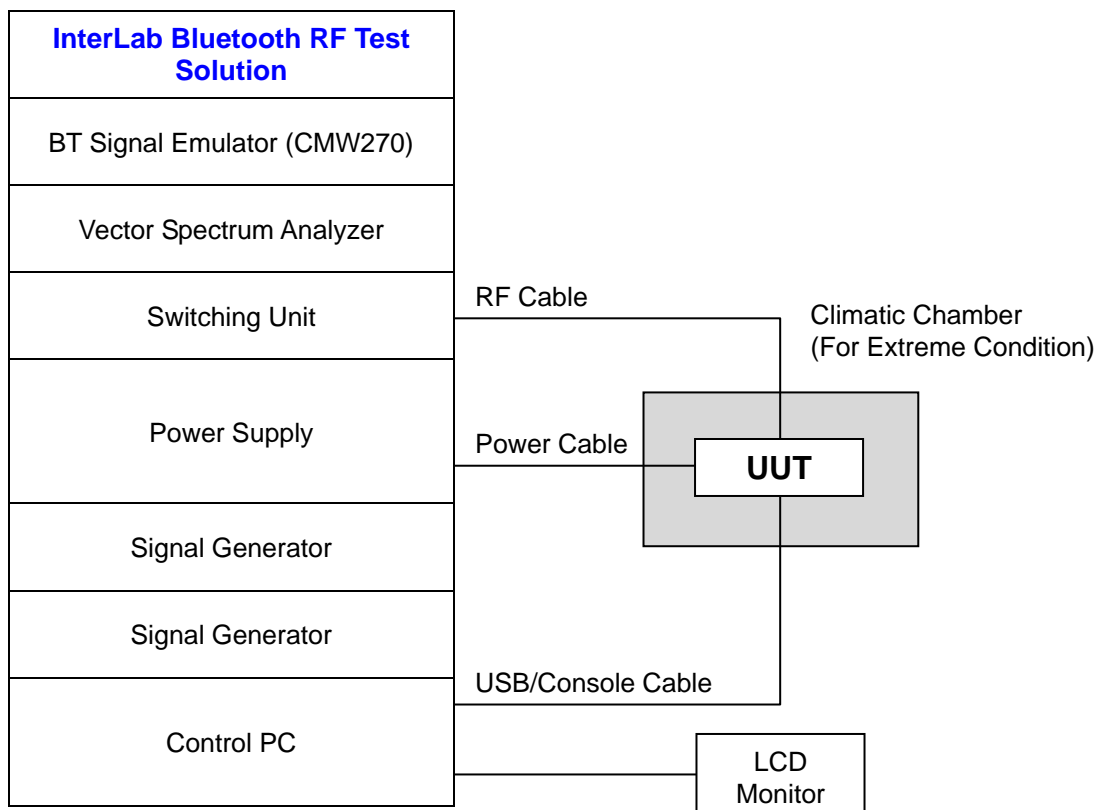 InterLab Bluetooth RF Test
Solution
BT Signal Emulator (CMW270)
Vector Spectrum Analyzer
Switching Unit
Power Supply
Signal Generator
Signal Generator
Control PC
RF Cable
Climatic Chamber
(For Extreme Condition)
Power Cable
UUT
USB/Console Cable
LCD
Monitor